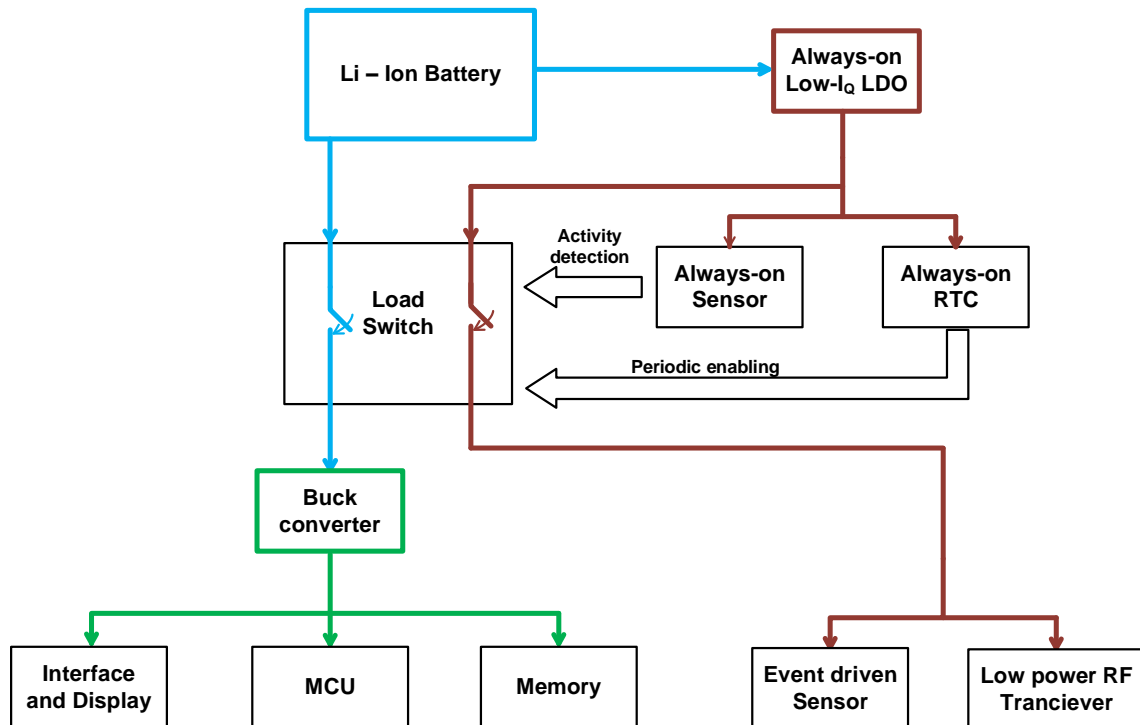 Li – Ion Battery
Always-on
Low-IQ LDO
Activity
detection
Always-on
Sensor
Always-on
RTC
Load
Switch
Periodic enabling
Buck
converter
Interface
and Display
MCU
Memory
Event driven
Sensor
Low power RF
Tranciever